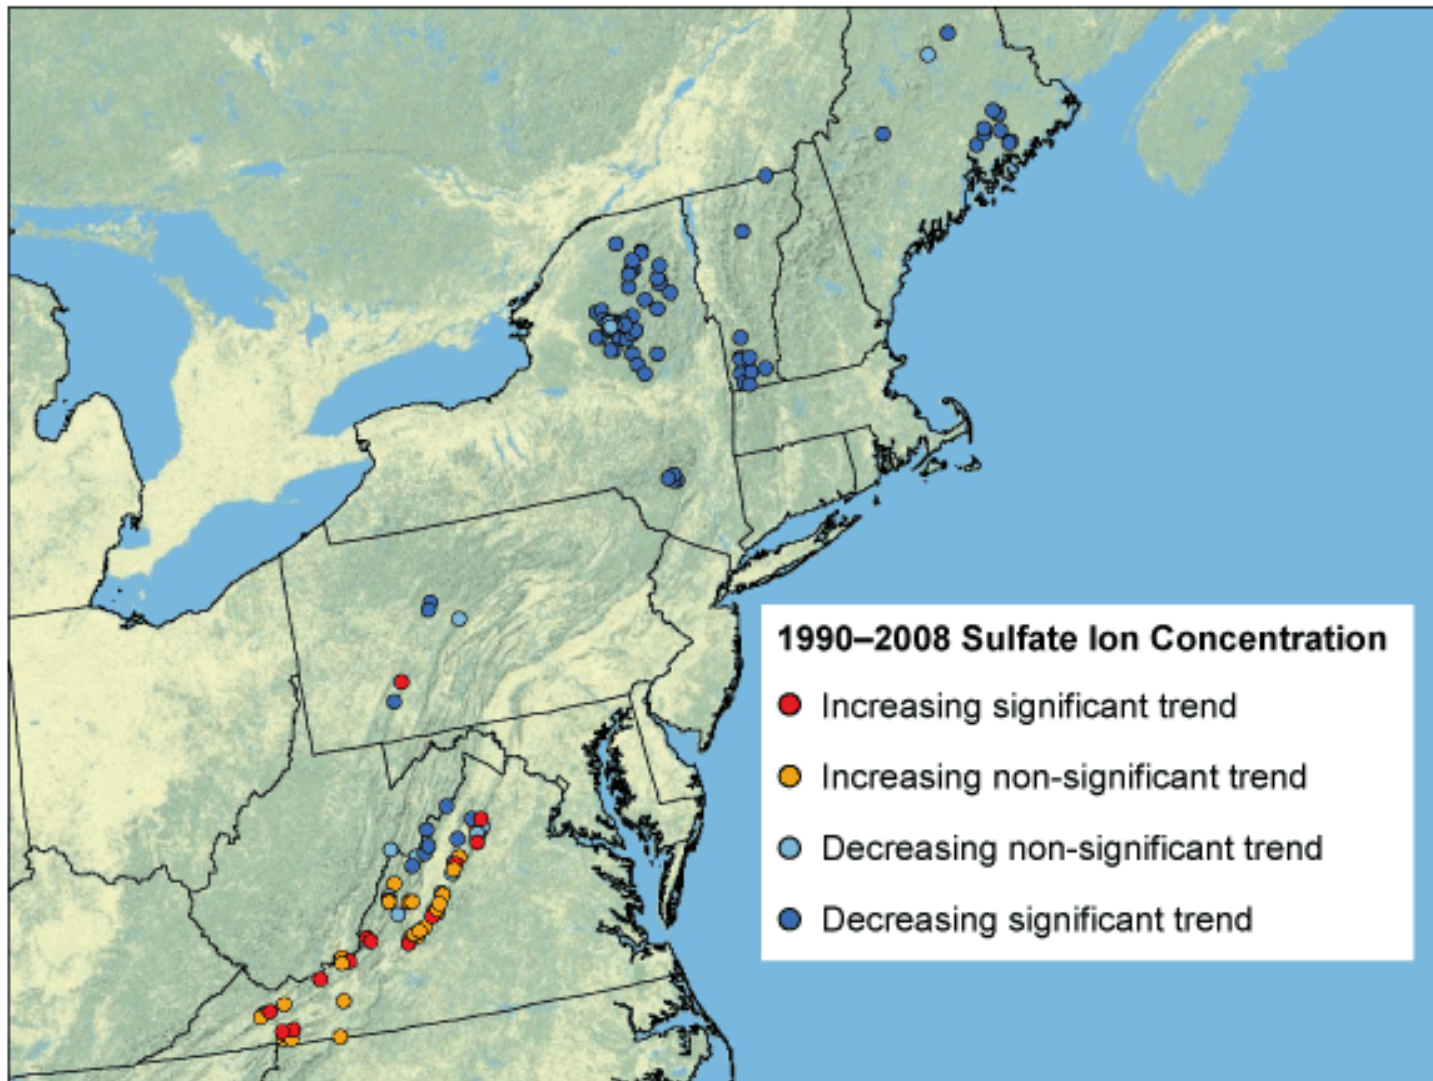 1990–2008 Sulfate Ion Concentration
Increasing significant trend
Increasing non-significant trend
Decreasing non-significant trend
Decreasing significant trend